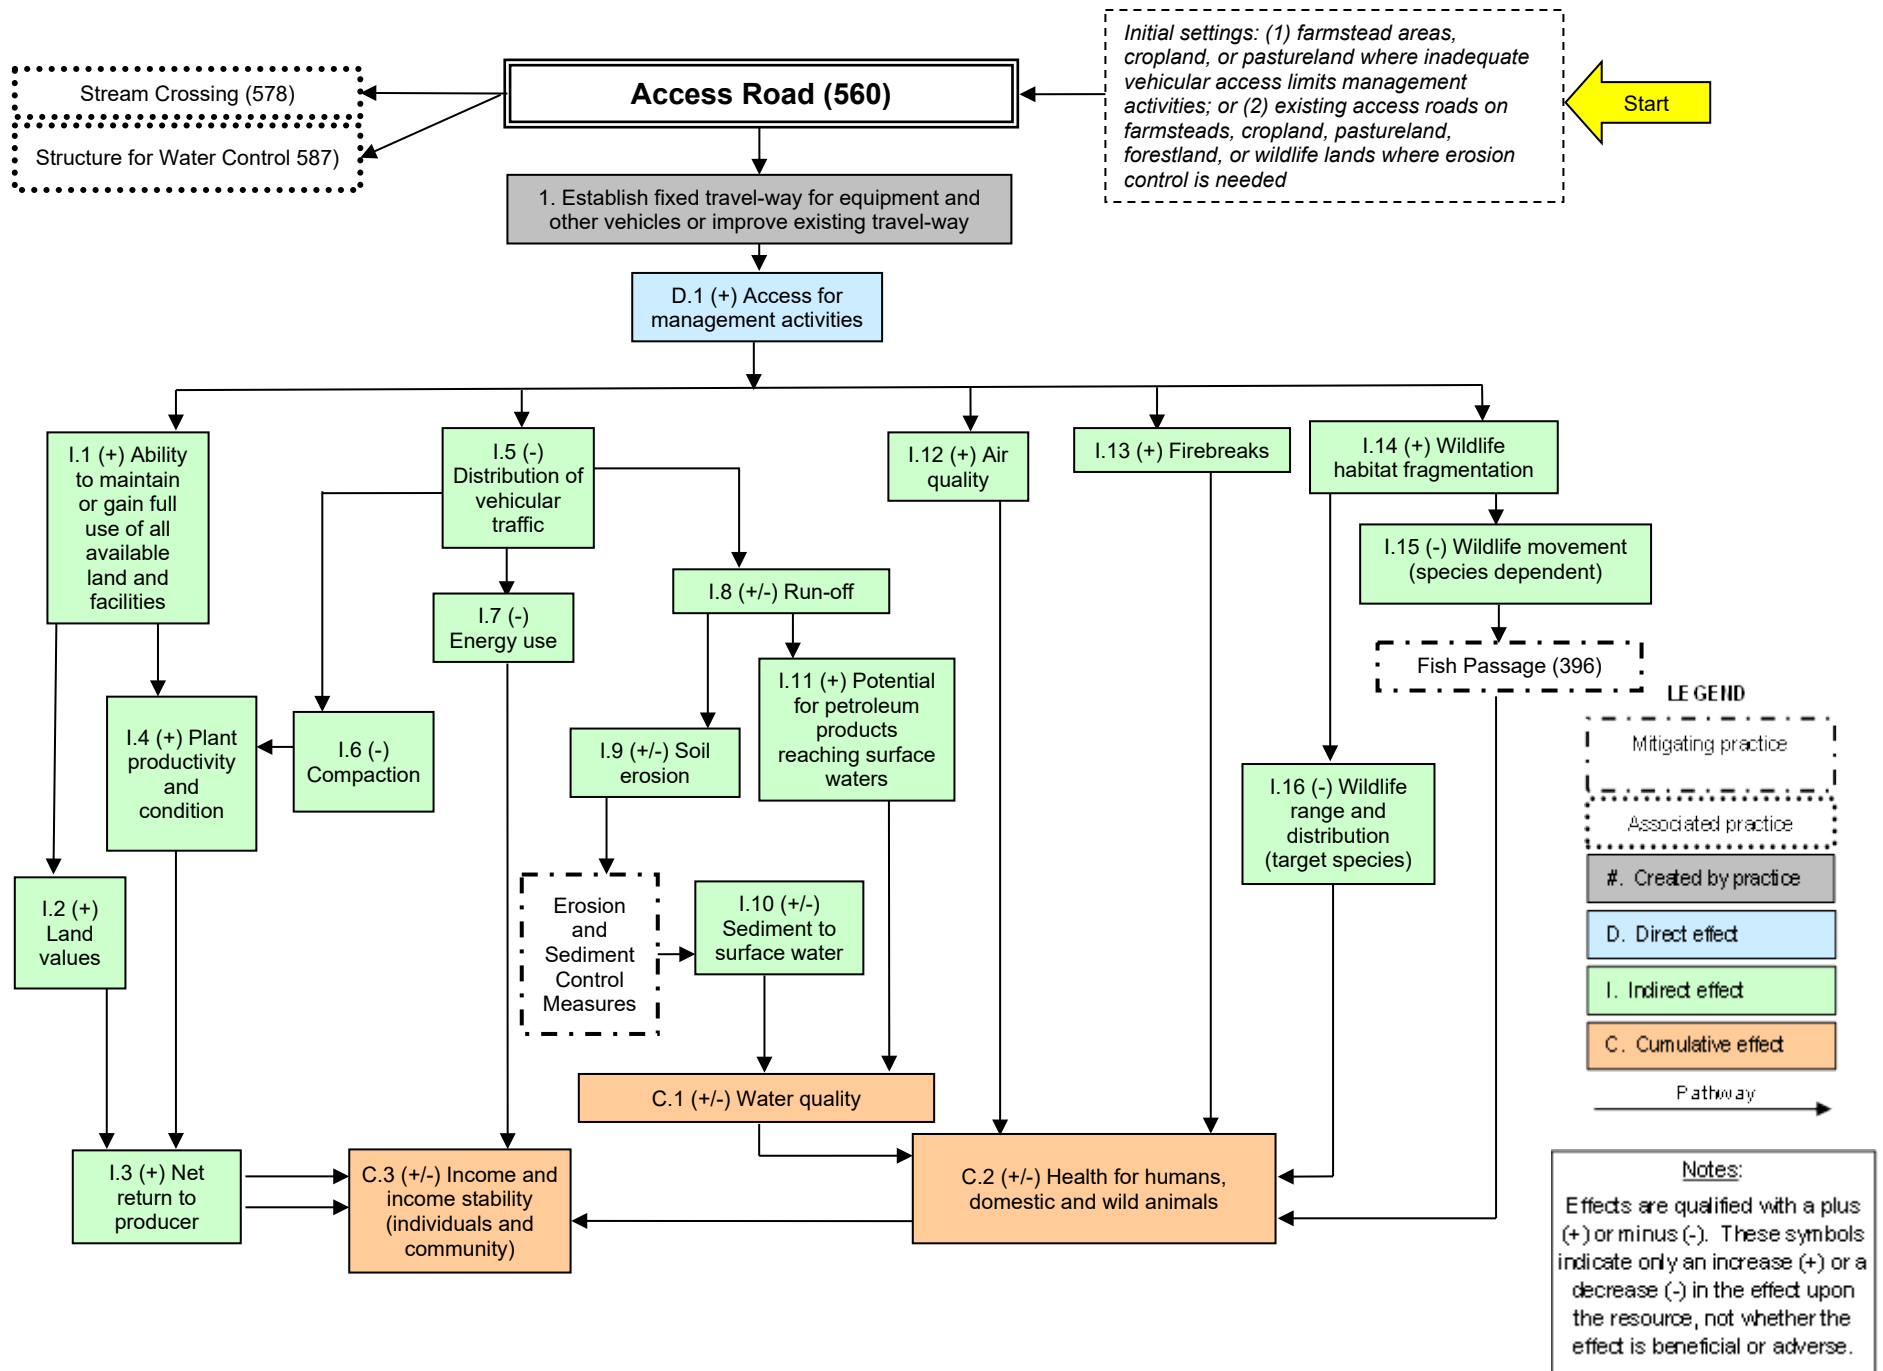 Initial settings: (1) farmstead areas,
cropland, or pastureland where inadequate
vehicular access limits management
activities; or (2) existing access roads on
farmsteads, cropland, pastureland,
forestland, or wildlife lands where erosion
control is needed
Start
Access Road (560)
Stream Crossing (578)
Structure for Water Control 587)
1. Establish fixed travel-way for equipment and
other vehicles or improve existing travel-way
D.1 (+) Access for
management activities
I.1 (+) Ability
to maintain
or gain full
use of all
available
land and
facilities
I.5 (-)
Distribution of
vehicular
traffic
I.12 (+) Air
quality
I.13 (+) Firebreaks
I.14 (+) Wildlife
habitat fragmentation
I.15 (-) Wildlife movement
(species dependent)
I.8 (+/-) Run-off
I.7 (-)
Energy use
Fish Passage (396)
I.11 (+) Potential
for petroleum
products
reaching surface
waters
I.4 (+) Plant
productivity
and
condition
I.6 (-)
Compaction
I.9 (+/-) Soil
erosion
I.16 (-) Wildlife
range and
distribution
(target species)
I.2 (+)
Land
values
Erosion
and
Sediment
Control
Measures
I.10 (+/-)
Sediment to
surface water
C.1 (+/-) Water quality
I.3 (+) Net
return to
producer
C.3 (+/-) Income and
income stability
(individuals and
community)
C.2 (+/-) Health for humans,
domestic and wild animals
LEGEND
Mitigating practice
Associated practice
#. Created by practice
D. Direct effect
I. Indirect effect
C. Cumulative effect
Pathway
Notes:
Effects are qualified with a plus
(+) or minus (-). These symbols
indicate only an increase (+) or a
decrease (-) in the effect upon
the resource, not whether the
effect is beneficial or adverse.